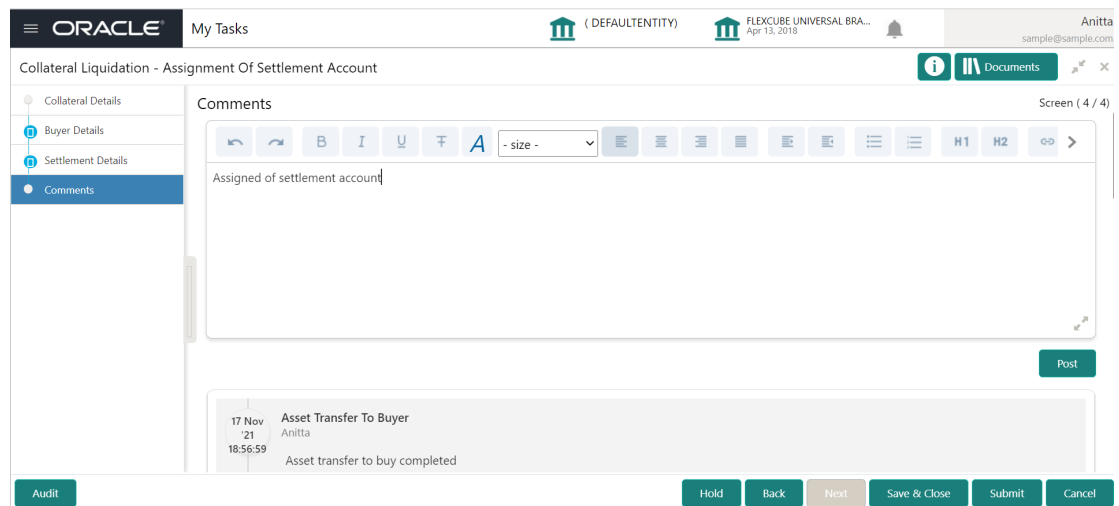 ORACLE® My Tasks ( DEFAULTENTITY) FLEXCUBE UNIVERSAL BRA... Anitta
Apr 13, 2018 sample@sample.com
Collateral Liquidation - Assignment Of Settlement Account i Documents
Collateral Details
Buyer Details
Settlement Details
Comments
Comments Screen ( 4 / 4)
B I U T A - size - H1 H2
Assigned of settlement account
Post
17 Nov
'21
18:56:59
Asset Transfer To Buyer
Anitta
Asset transfer to buy completed
Audit Hold Back Next Save & Close Submit Cancel